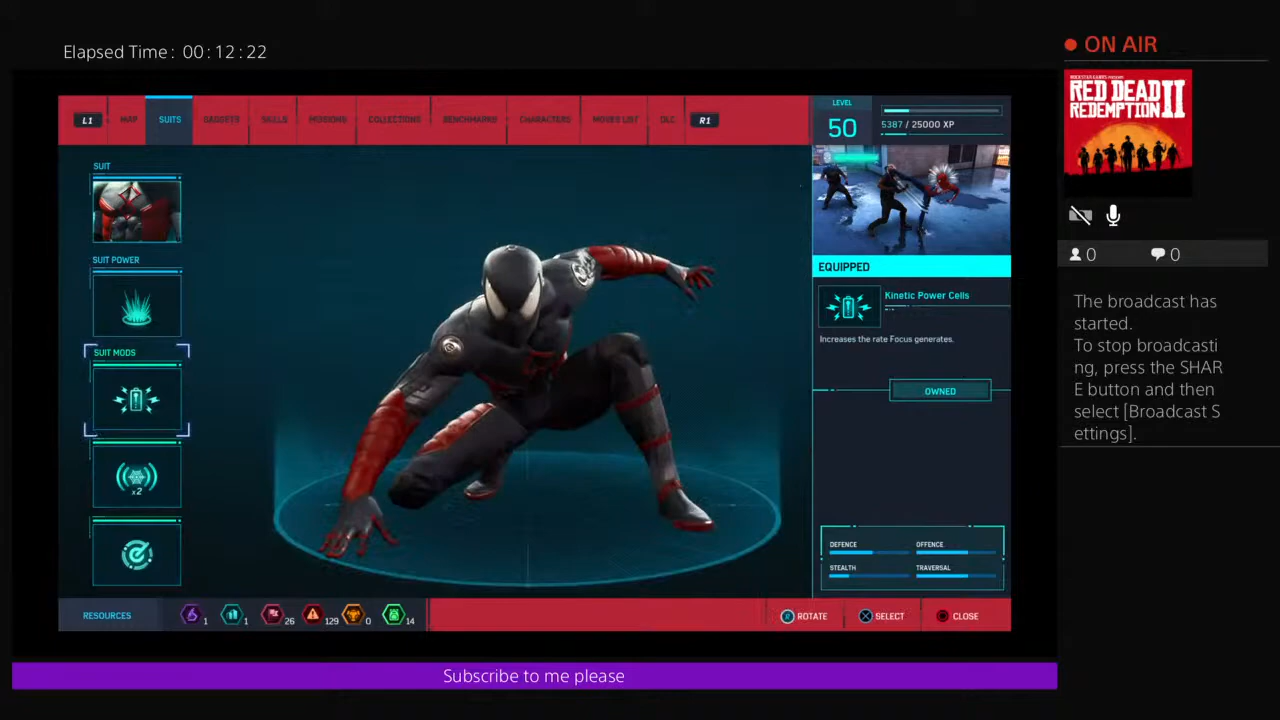 Elapsed Time: 00:12:22
ON AIR
ROCKSTAR GAMES PRESENTS
RED DEAD
REDEMPTION II
L1 MAP SUITS GADGETS SKILLS MISSIONS COLLECTIONS BENCHMARKS CHARACTERS MOVES LIST DLC R1
LEVEL
50
5387 / 25000 XP
SUIT
SUIT POWER
SUIT MODS
x2
EQUIPPED
Kinetic Power Cells
Increases the rate Focus generates.
OWNED
DEFENCE OFFENCE
STEALTH TRAVERSAL
RESOURCES 1 1 26 129 0 14
ROTATE SELECT CLOSE
0 0
The broadcast has
started.
To stop broadcasti
ng, press the SHAR
E button and then
select [Broadcast S
ettings].
Subscribe to me please